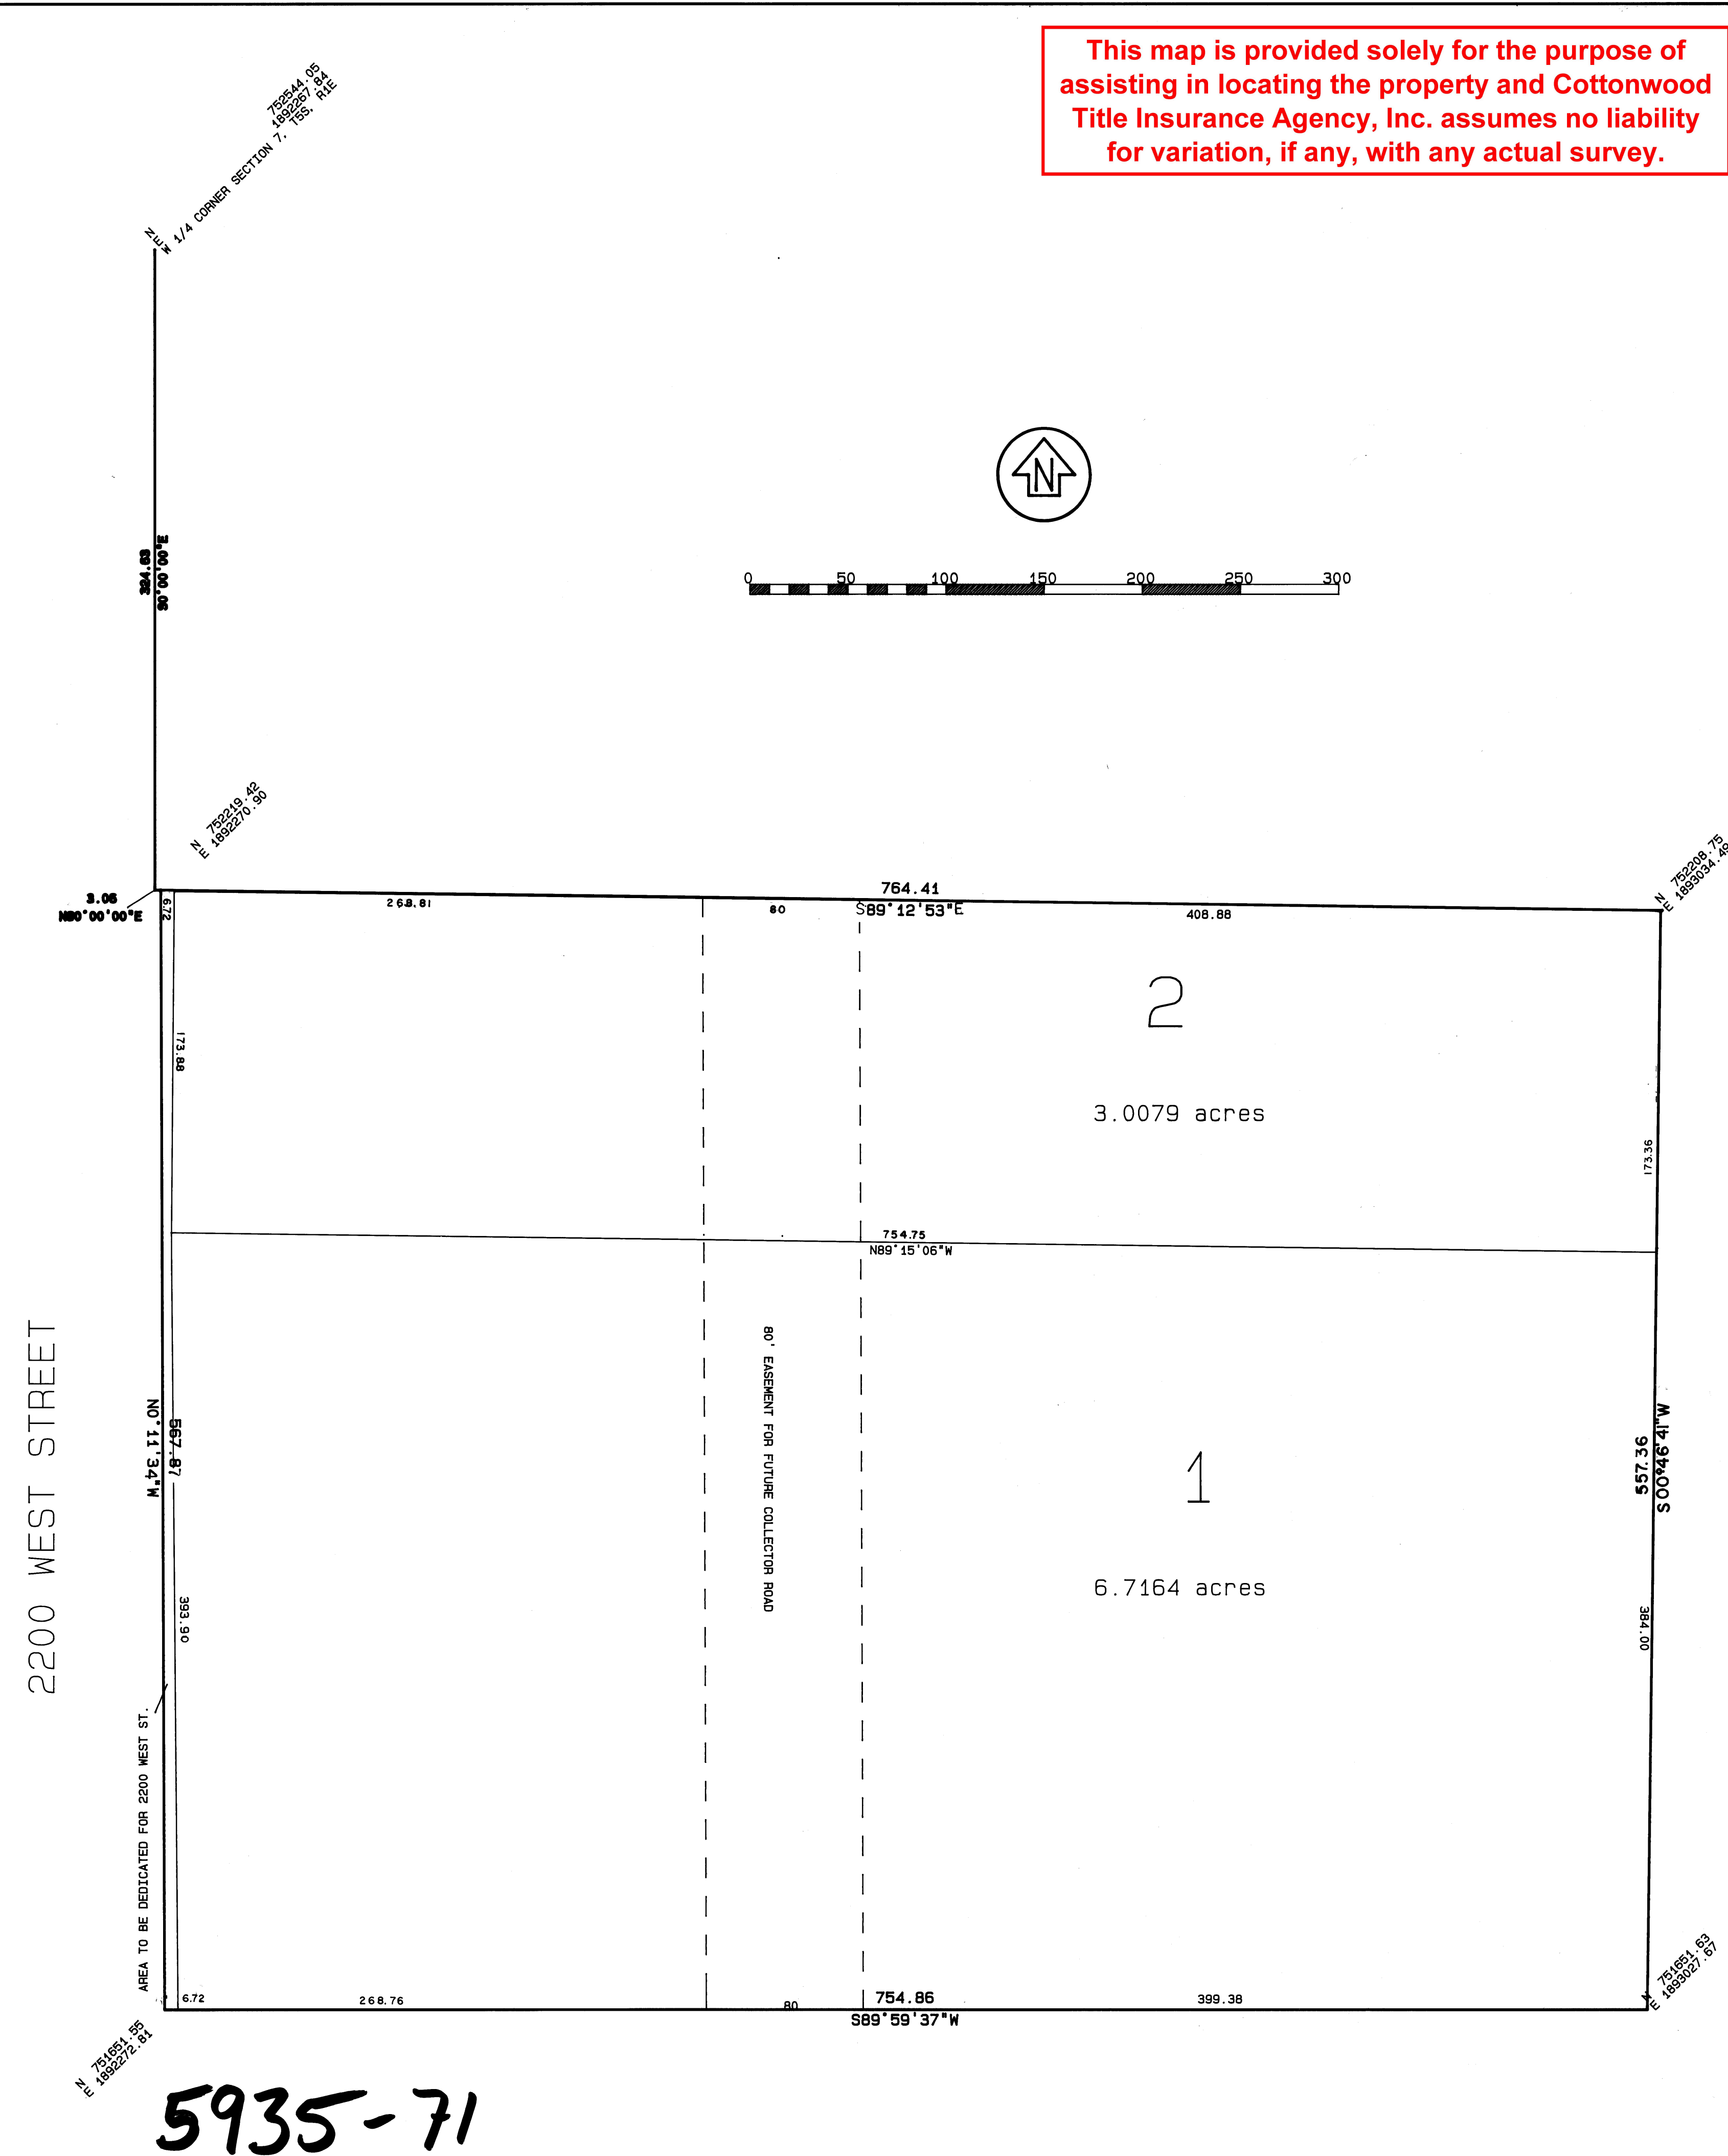 This map is provided solely for the purpose of
assisting in locating the property and Cottonwood
Title Insurance Agency, Inc. assumes no liability
for variation, if any, with any actual survey.
N 752544.05
E 1892267.84
W 1/4 CORNER SECTION 7, T5S, R1E
N
0 50 100 150 200 250 300
324.63
S0°00'00"E
N 752219.42
E 1892270.90
N 752208.75
E 1893034.49
3.06
N90°00'00"E
6.72
268.81
80
764.41
S89°12'53"E
408.88
2
3.0079 acres
173.88
173.36
754.75
N89°15'06"W
2200 WEST STREET
N0°11'34"W
567.87
80' EASEMENT FOR FUTURE COLLECTOR ROAD
1
6.7164 acres
557.36
S00°46'41"W
393.90
384.00
AREA TO BE DEDICATED FOR 2200 WEST ST.
6.72
268.76
80
754.86
S89°59'37"W
399.38
N 751651.63
E 1893027.67
N 751651.55
E 1892272.81
5935-71